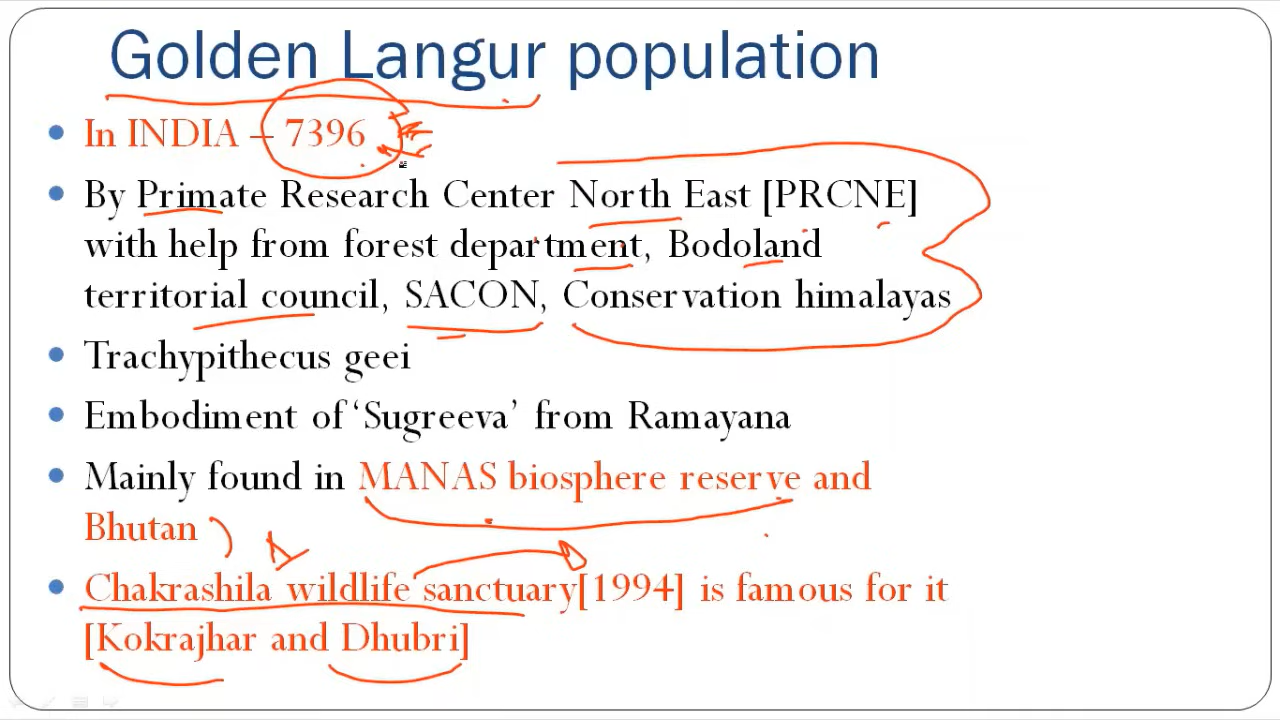 Golden Langur population
In INDIA – 7396
By Primate Research Center North East [PRCNE]
with help from forest department, Bodoland
territorial council, SACON, Conservation himalayas
Trachypithecus geei
Embodiment of ‘Sugreeva’ from Ramayana
Mainly found in MANAS biosphere reserve and
Bhutan
Chakrashila wildlife sanctuary[1994] is famous for it
[Kokrajhar and Dhubri]